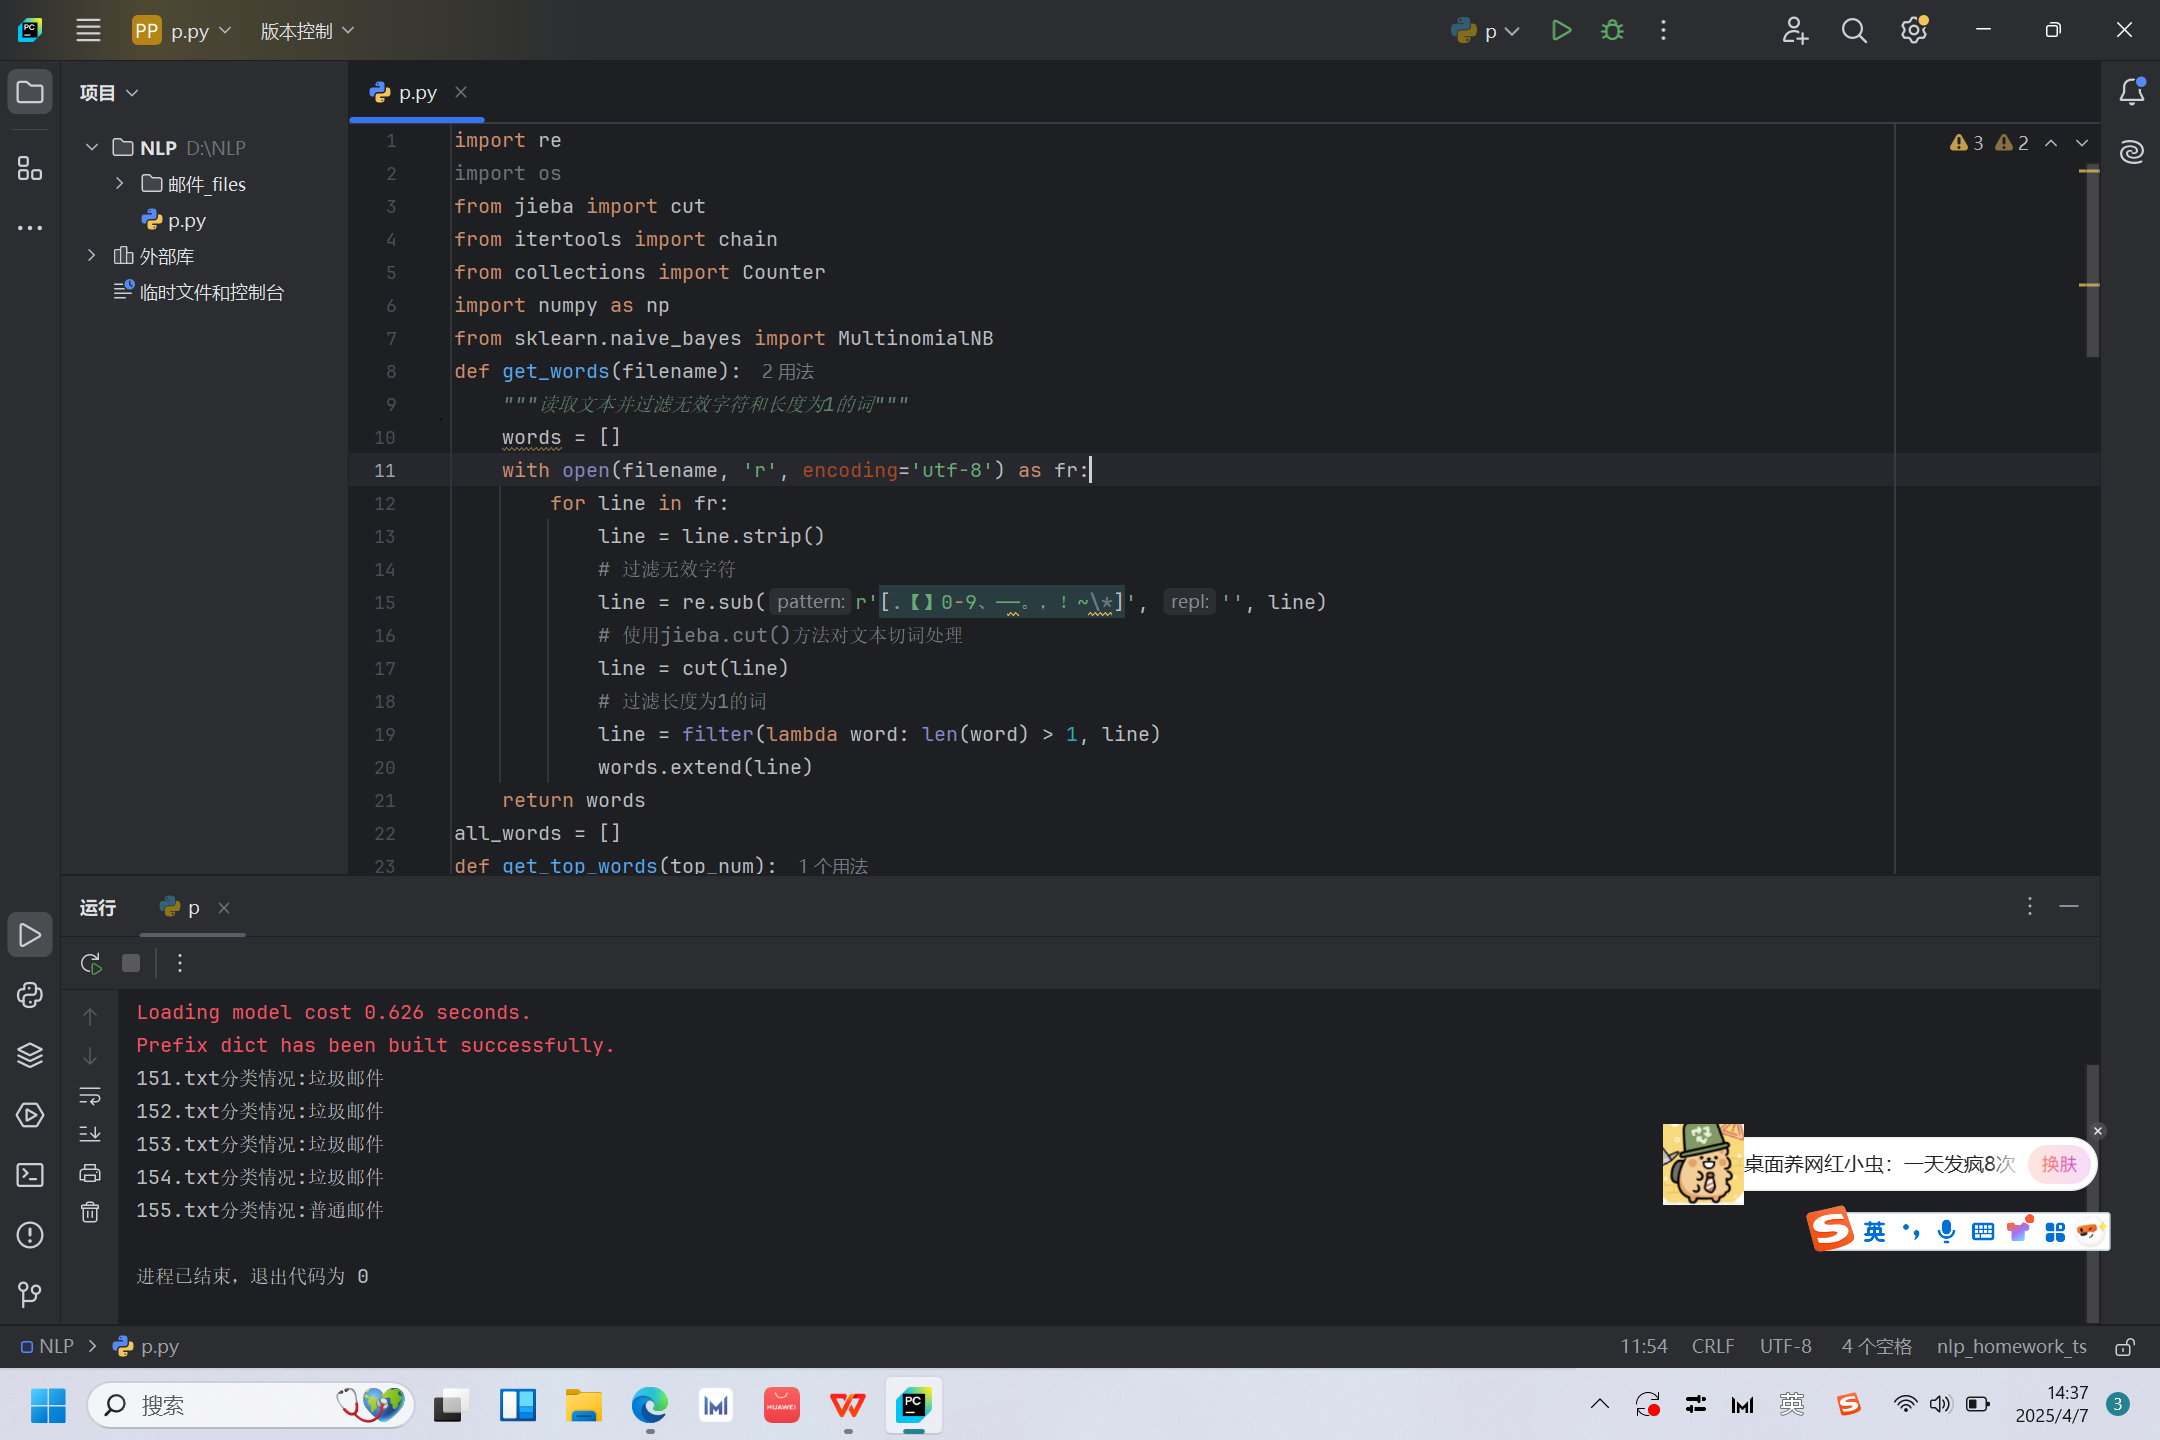 PC
PP p.py 版本控制
p
项目
NLP D:\NLP
邮件_files
p.py
外部库
临时文件和控制台
p.py
3 2
1 import re
2 import os
3 from jieba import cut
4 from itertools import chain
5 from collections import Counter
6 import numpy as np
7 from sklearn.naive_bayes import MultinomialNB
8 def get_words(filename): 2 用法
9 """读取文本并过滤无效字符和长度为1的词"""
10 words = []
11 with open(filename, 'r', encoding='utf-8') as fr:
12 for line in fr:
13 line = line.strip()
14 # 过滤无效字符
15 line = re.sub( pattern: r'[.【】0-9、——。，！~\*]', repl: '', line)
16 # 使用jieba.cut()方法对文本切词处理
17 line = cut(line)
18 # 过滤长度为1的词
19 line = filter(lambda word: len(word) > 1, line)
20 words.extend(line)
21 return words
22 all_words = []
23 def get_top_words(top_num): 1 个用法
运行 p
Loading model cost 0.626 seconds.
Prefix dict has been built successfully.
151.txt分类情况:垃圾邮件
152.txt分类情况:垃圾邮件
153.txt分类情况:垃圾邮件
154.txt分类情况:垃圾邮件
155.txt分类情况:普通邮件
进程已结束，退出代码为 0
桌面养网红小虫：一天发疯8次 换肤
S 英
NLP p.py
11:54 CRLF UTF-8 4 个空格 nlp_homework_ts
搜索
HUAWEI
PC
英
S
14:37
2025/4/7
3